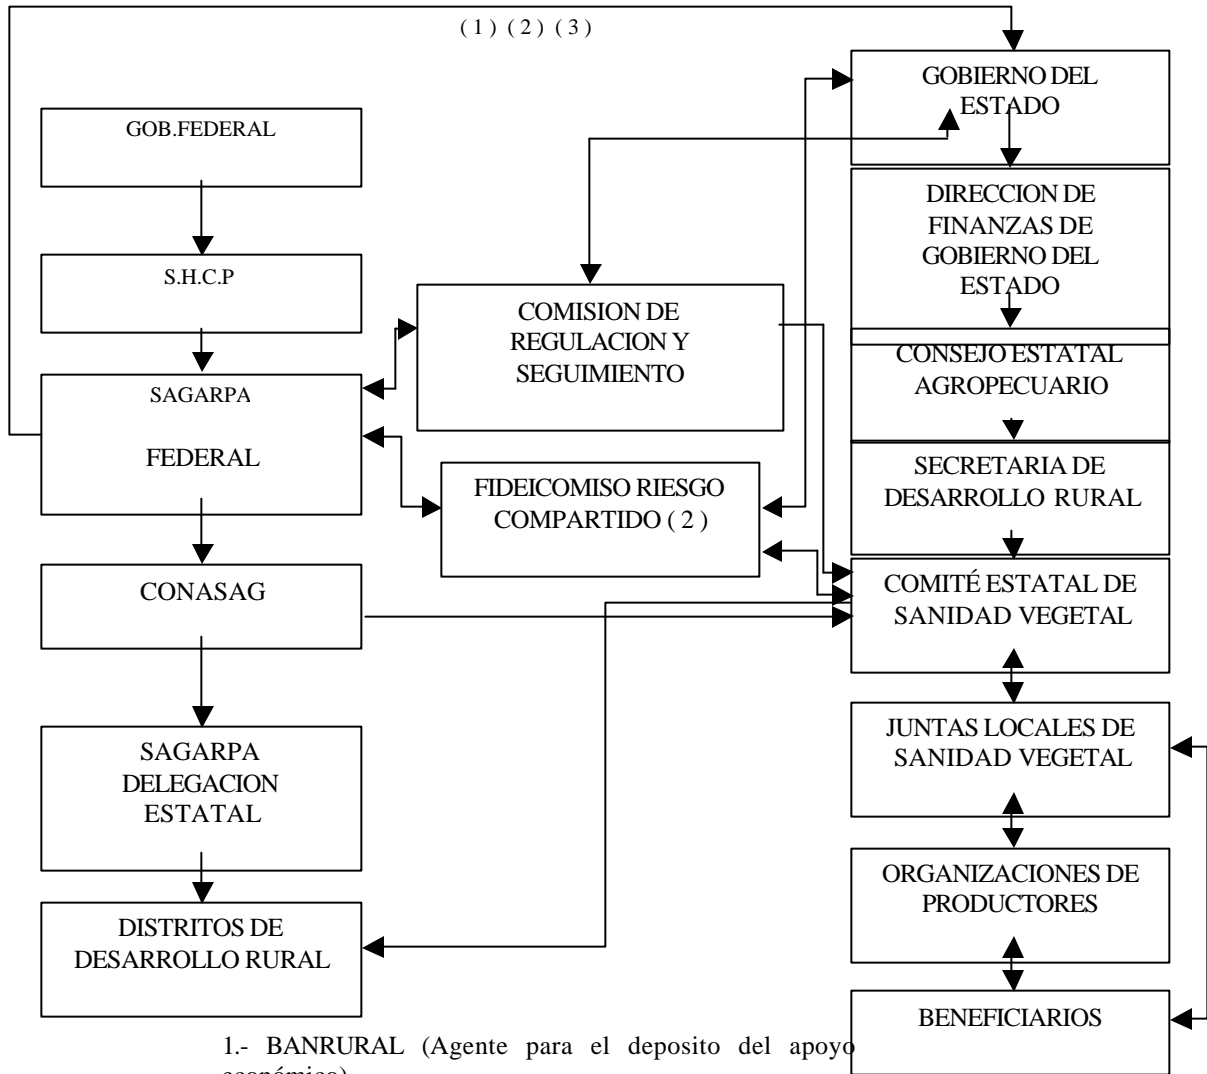 ( 1 ) ( 2 ) ( 3 )
GOB.FEDERAL
S.H.C.P
SAGARPA
FEDERAL
CONASAG
SAGARPA
DELEGACION
ESTATAL
DISTRITOS DE
DESARROLLO RURAL
COMISION DE
REGULACION Y
SEGUIMIENTO
FIDEICOMISO RIESGO
COMPARTIDO ( 2 )
GOBIERNO DEL
ESTADO
DIRECCION DE
FINANZAS DE
GOBIERNO DEL
ESTADO
CONSEJO ESTATAL
AGROPECUARIO
SECRETARIA DE
DESARROLLO RURAL
COMITÉ ESTATAL DE
SANIDAD VEGETAL
JUNTAS LOCALES DE
SANIDAD VEGETAL
ORGANIZACIONES DE
PRODUCTORES
BENEFICIARIOS
1.- BANRURAL (Agente para el deposito del apoyo
económico)